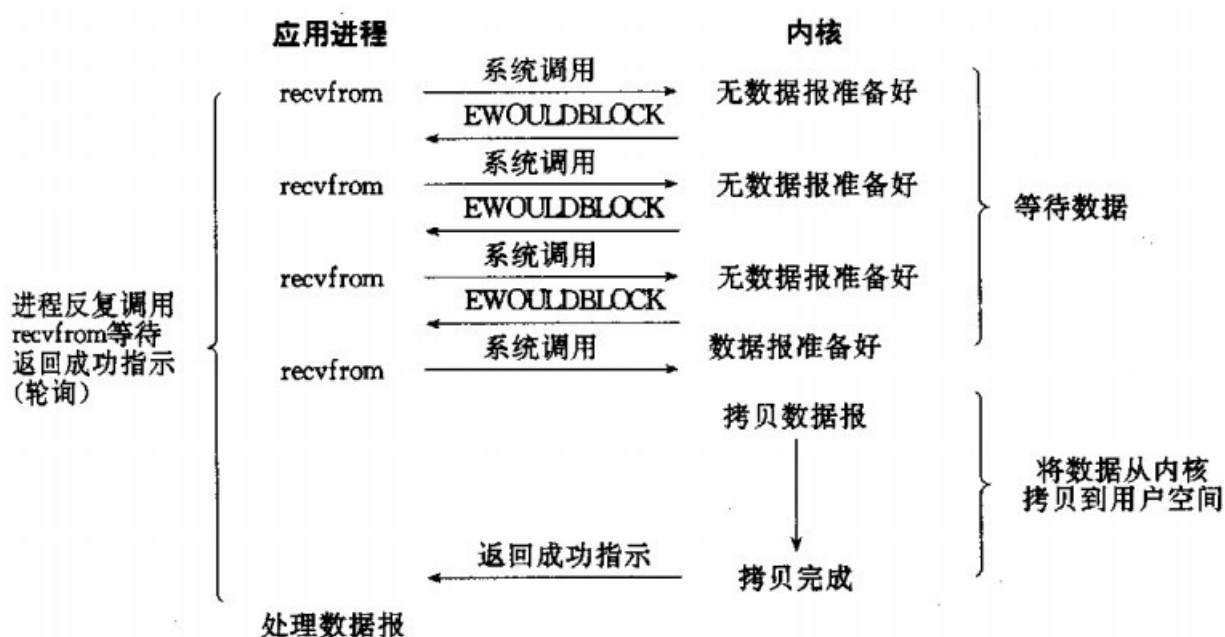 应用进程 内核
系统调用
recvfrom 无数据报准备好
EWOULDBLOCK
系统调用
recvfrom 无数据报准备好
EWOULDBLOCK
等待数据
系统调用
recvfrom 无数据报准备好
EWOULDBLOCK
进程反复调用
recvfrom等待
返回成功指示
(轮询)
系统调用 数据报准备好
recvfrom
拷贝数据报
将数据从内核
拷贝到用户空间
返回成功指示 拷贝完成
处理数据报